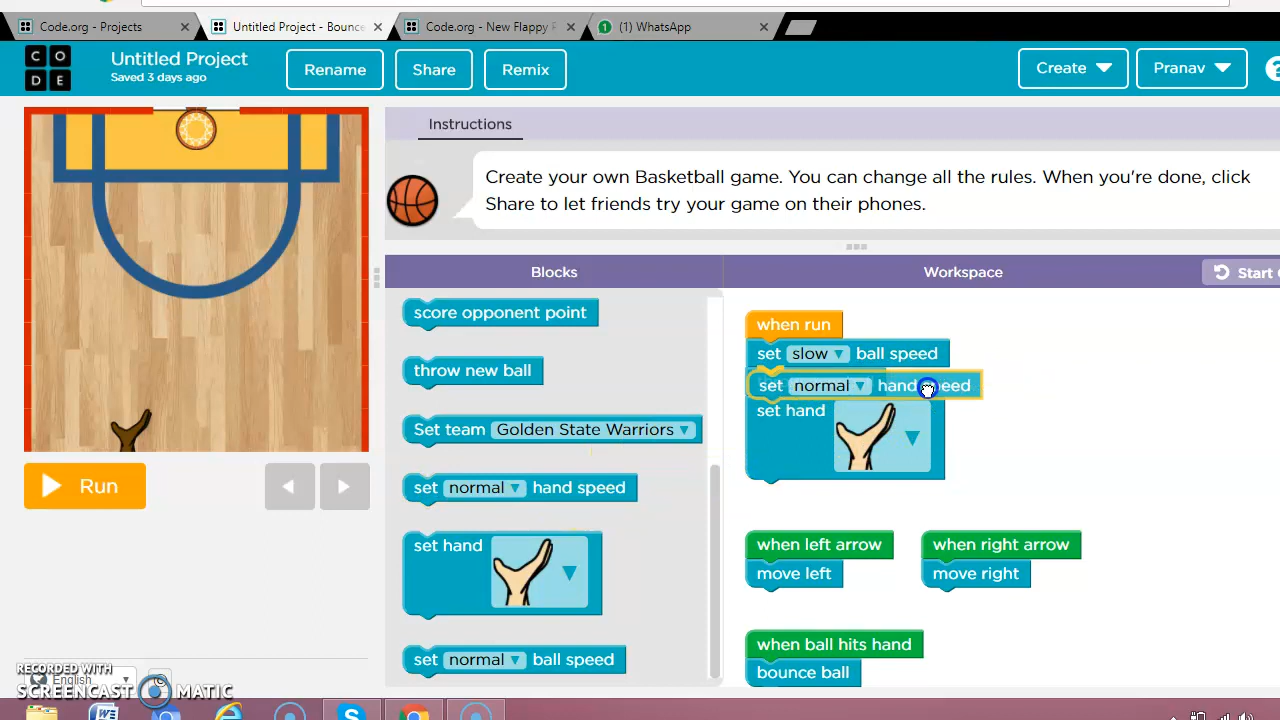 Code.org - Projects
Untitled Project - Bounce
Code.org - New Flappy
(1) WhatsApp
C O
D E
Untitled Project
Saved 3 days ago
Rename
Share
Remix
Create
Pranav
?
Instructions
Create your own Basketball game. You can change all the rules. When you're done, click
Share to let friends try your game on their phones.
Blocks
Workspace
Start
score opponent point
throw new ball
Set team Golden State Warriors
set normal hand speed
set hand
set normal ball speed
when run
set slow ball speed
set normal hand speed
set hand
when left arrow
move left
when right arrow
move right
when ball hits hand
bounce ball
Run
RECORDED WITH
English
SCREENCAST MATIC